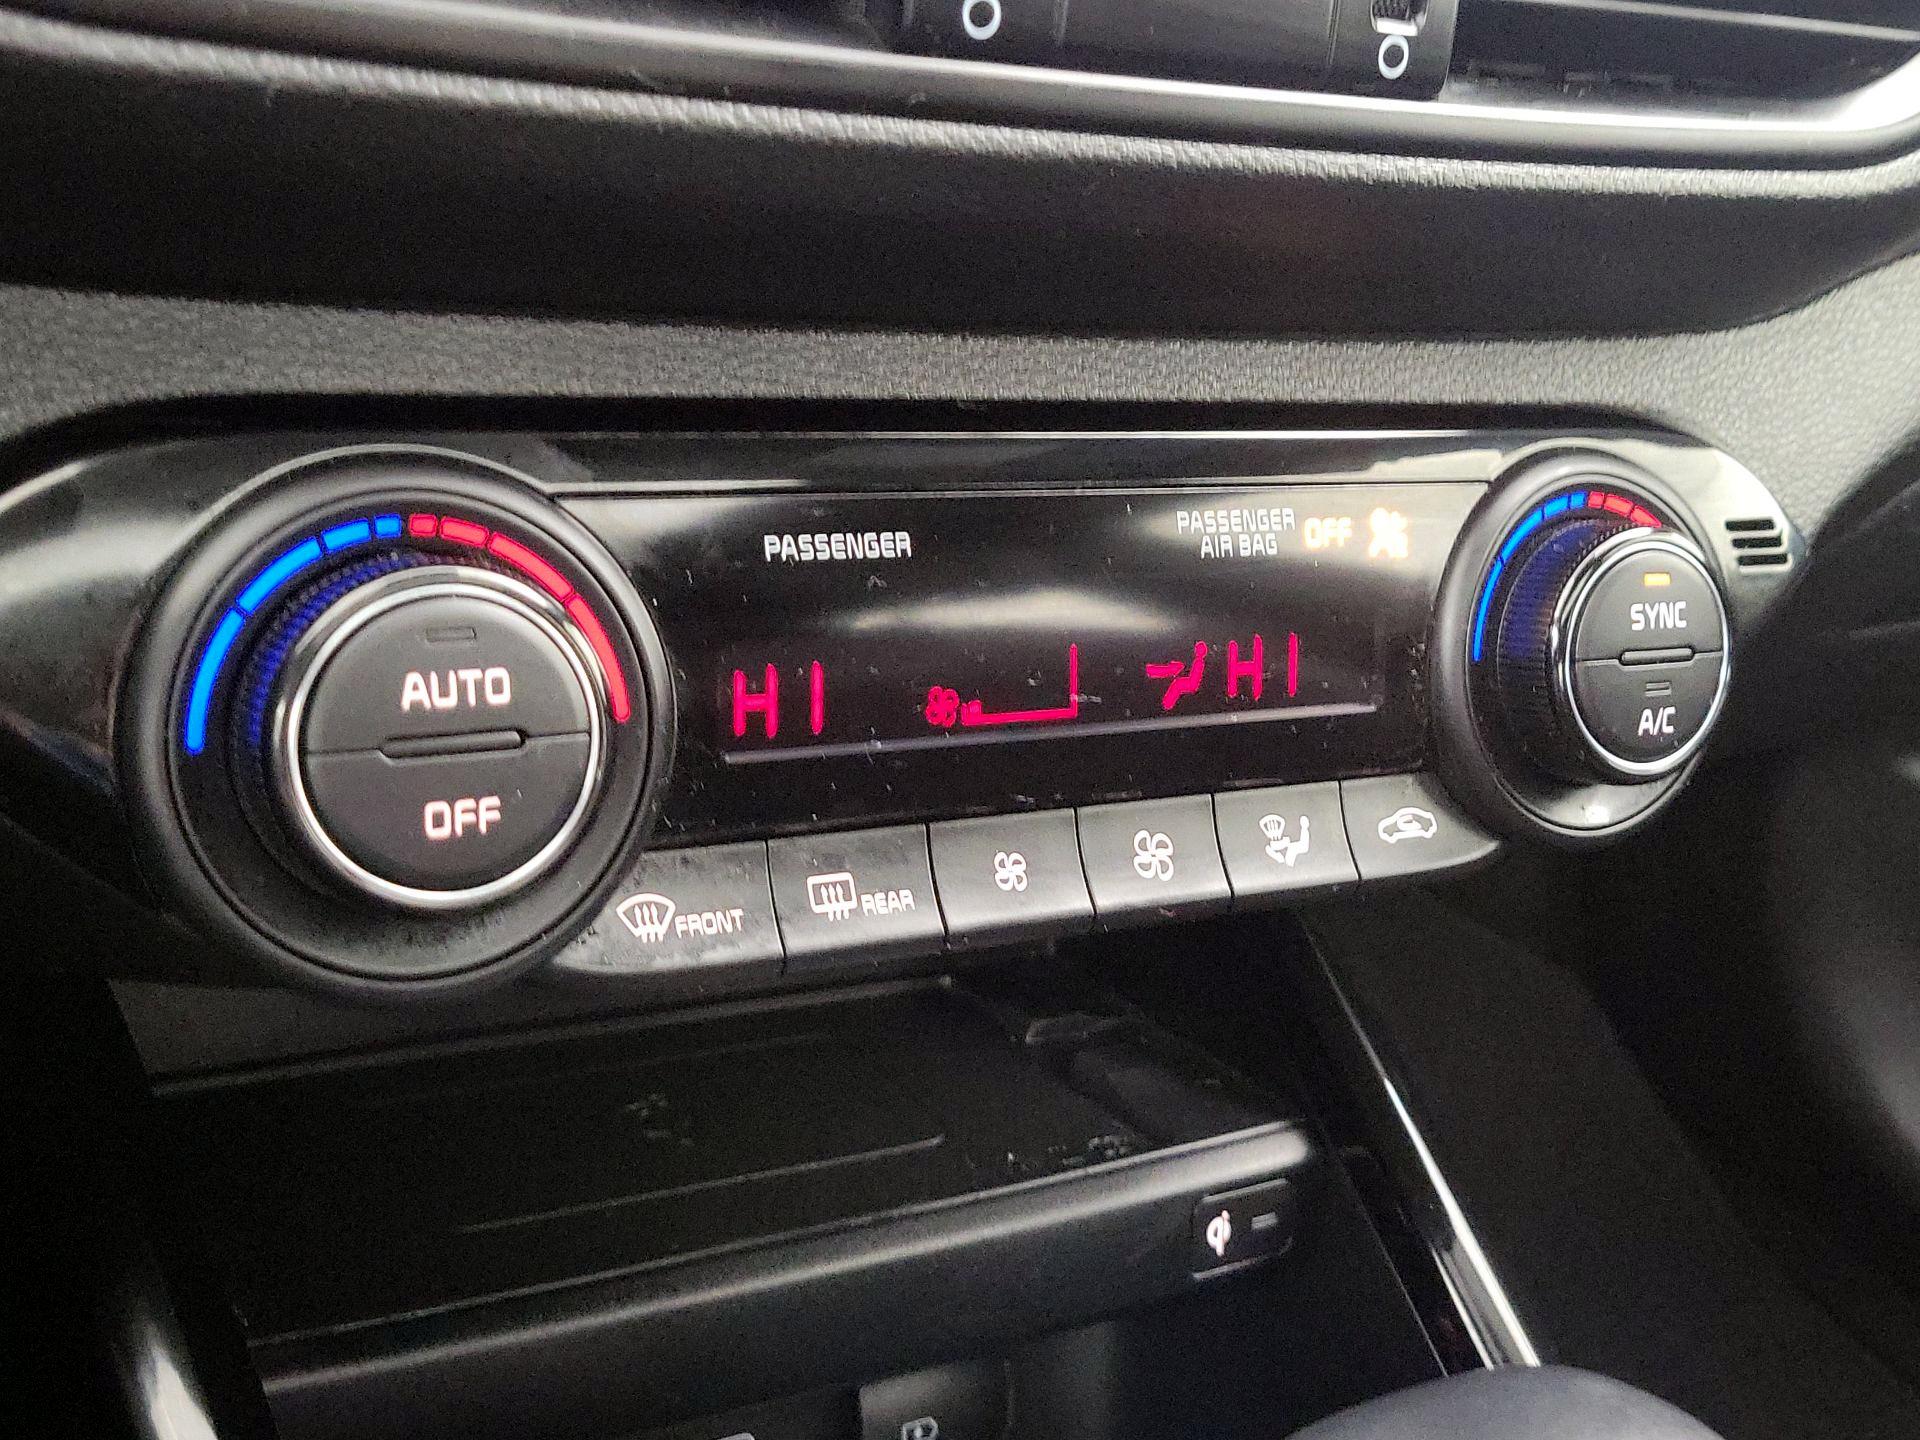 PASSENGER
PASSENGER
AIR BAG
OFF
AUTO
OFF
HI
HI
SYNC
A/C
FRONT
REAR